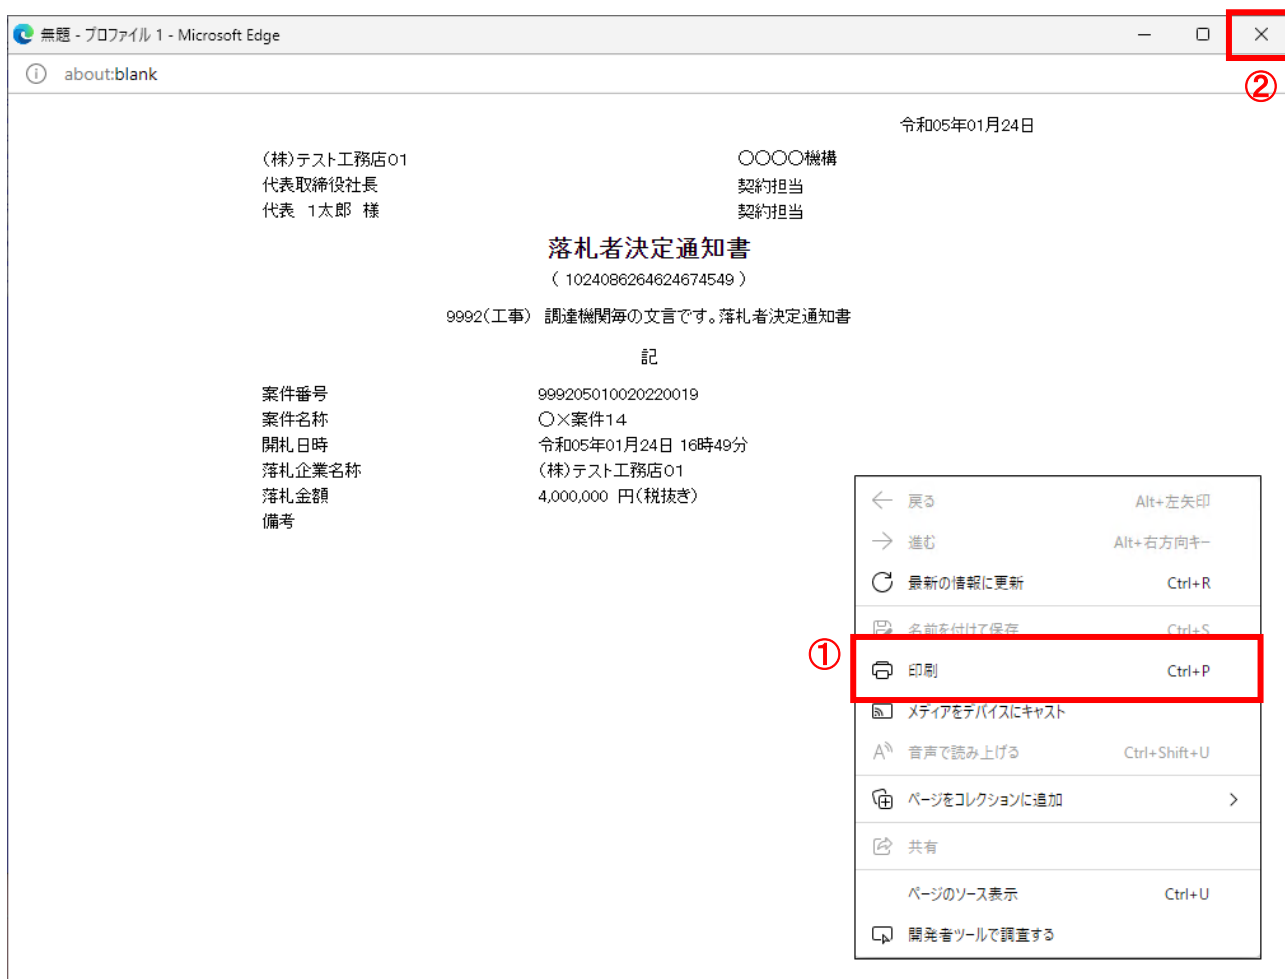 無題 - プロファイル 1 - Microsoft Edge
about:blank
②
令和05年01月24日
(株)テスト工務店01
○○○○機構
代表取締役社長
契約担当
代表 1太郎 様
契約担当
落札者決定通知書
( 1024086264624674549 )
9992(工事) 調達機関毎の文言です。落札者決定通知書
記
案件番号 999205010020220019
案件名称 ○×案件14
開札日時 令和05年01月24日 16時49分
落札企業名称 (株)テスト工務店01
落札金額 4,000,000 円(税抜き)
備考
戻る Alt+左矢印
進む Alt+右方向キー
最新の情報に更新 Ctrl+R
名前を付けて保存 Ctrl+S
①
印刷 Ctrl+P
メディアをデバイスにキャスト
音声で読み上げる Ctrl+Shift+U
ページをコレクションに追加
共有
ページのソース表示 Ctrl+U
開発者ツールで調査する